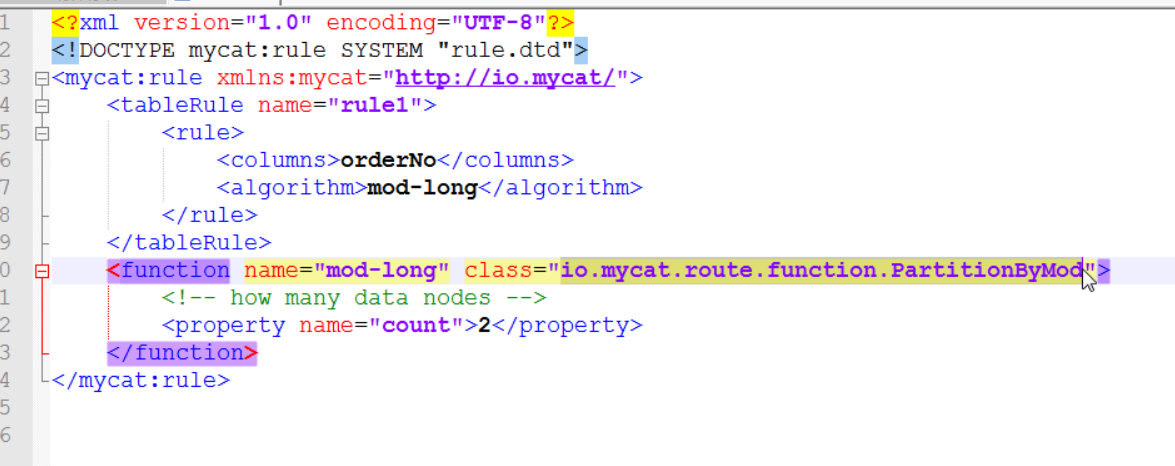 1 <?xml version="1.0" encoding="UTF-8"?>
2 <!DOCTYPE mycat:rule SYSTEM "rule.dtd">
3 <mycat:rule xmlns:mycat="http://io.mycat/">
4 <tableRule name="rule1">
5 <rule>
6 <columns>orderNo</columns>
7 <algorithm>mod-long</algorithm>
8 </rule>
9 </tableRule>
0 <function name="mod-long" class="io.mycat.route.function.PartitionByMod">
1 <!-- how many data nodes -->
2 <property name="count">2</property>
3 </function>
4 </mycat:rule>
5
6